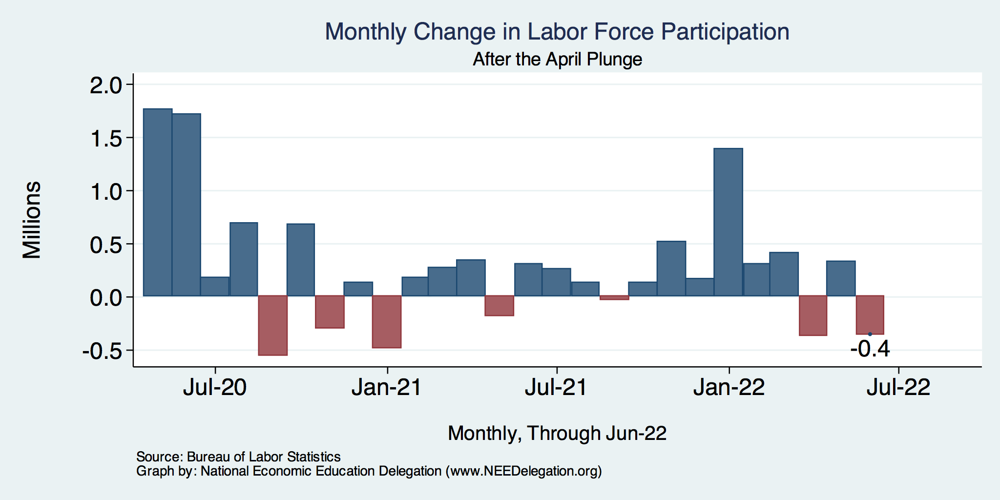 Monthly Change in Labor Force Participation
After the April Plunge
Millions
2.0
1.5
1.0
0.5
0.0
-0.5
-0.4
Jul-20
Jan-21
Jul-21
Jan-22
Jul-22
Monthly, Through Jun-22
Source: Bureau of Labor Statistics
Graph by: National Economic Education Delegation (www.NEEDelegation.org)